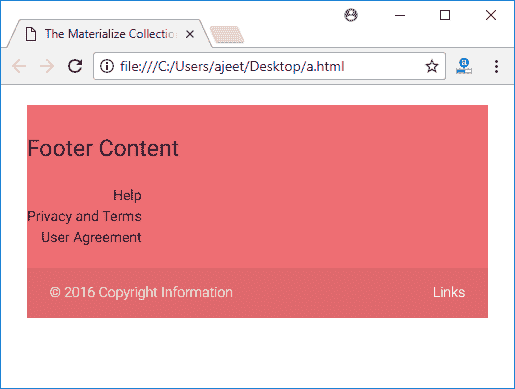 The Materialize Collectio
file:///C:/Users/ajeet/Desktop/a.html
Footer Content
Help
Privacy and Terms
User Agreement
© 2016 Copyright Information Links